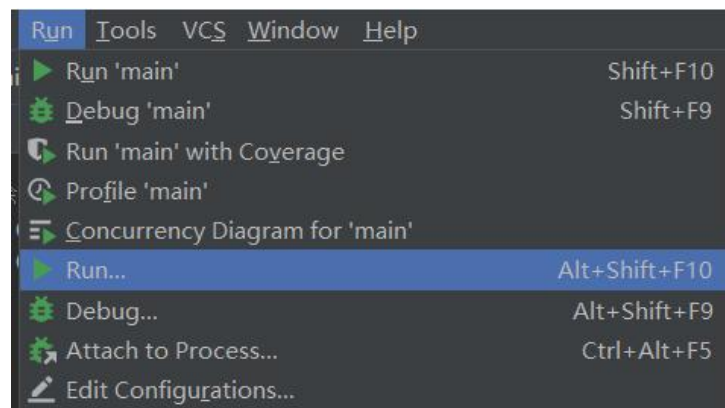 Run Tools VCS Window Help
Run 'main' Shift+F10
Debug 'main' Shift+F9
Run 'main' with Coverage
Profile 'main'
Concurrency Diagram for 'main'
Run... Alt+Shift+F10
Debug... Alt+Shift+F9
Attach to Process... Ctrl+Alt+F5
Edit Configurations...